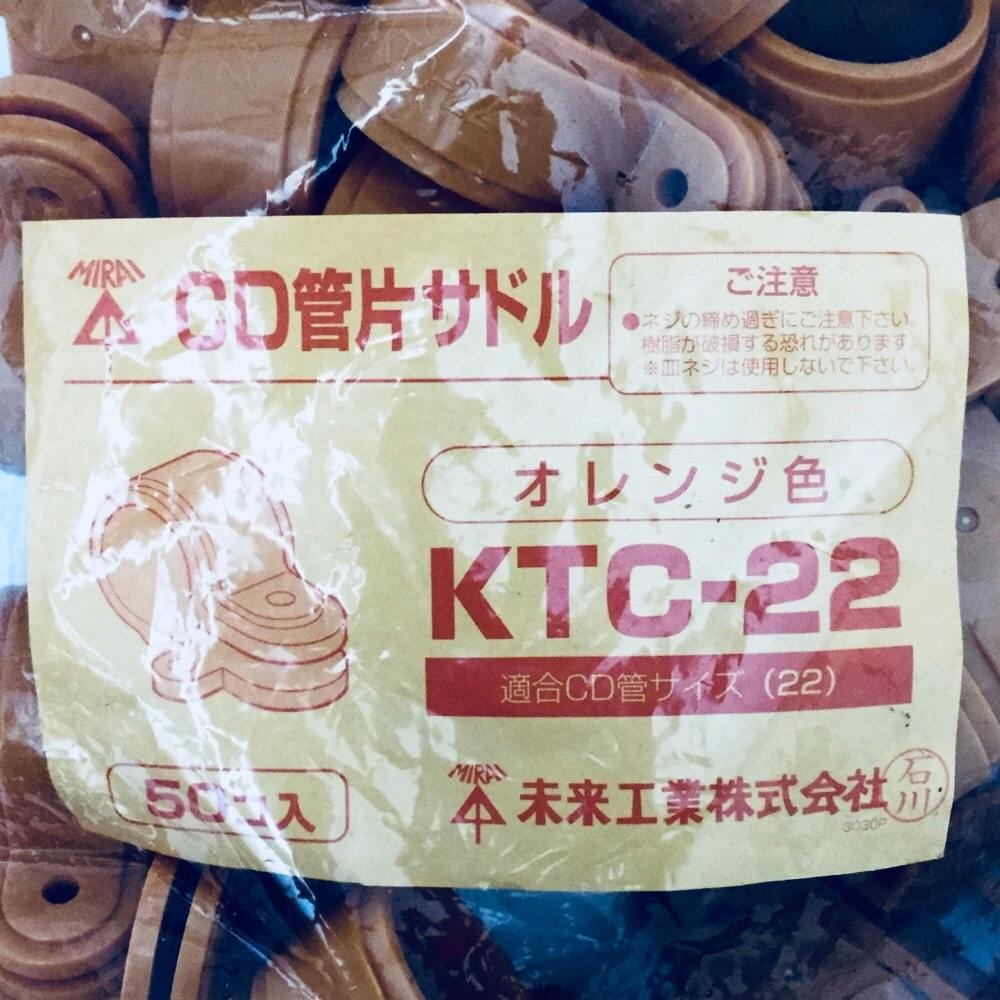 MIRAI
CD管片サドル
ご注意
●ネジの締め過ぎにご注意下さい。
樹脂が破損する恐れがあります。
※皿ネジは使用しないで下さい。
オレンジ色
KTC-22
適合CD管サイズ（22）
50コ入
MIRAI
未来工業株式会社
石川
3030P